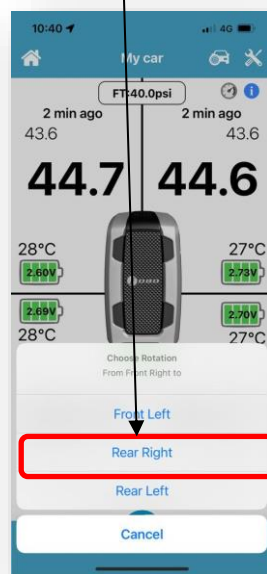 10:40 4G
My car
FT:40.0psi
2 min ago 2 min ago
43.6 43.6
44.7 44.6
28°C 27°C
2.60V 2.73V
2.69V 2.70V
28°C 27°C
Choose Rotation
From Front Right to
Front Left
Rear Right
Rear Left
Cancel